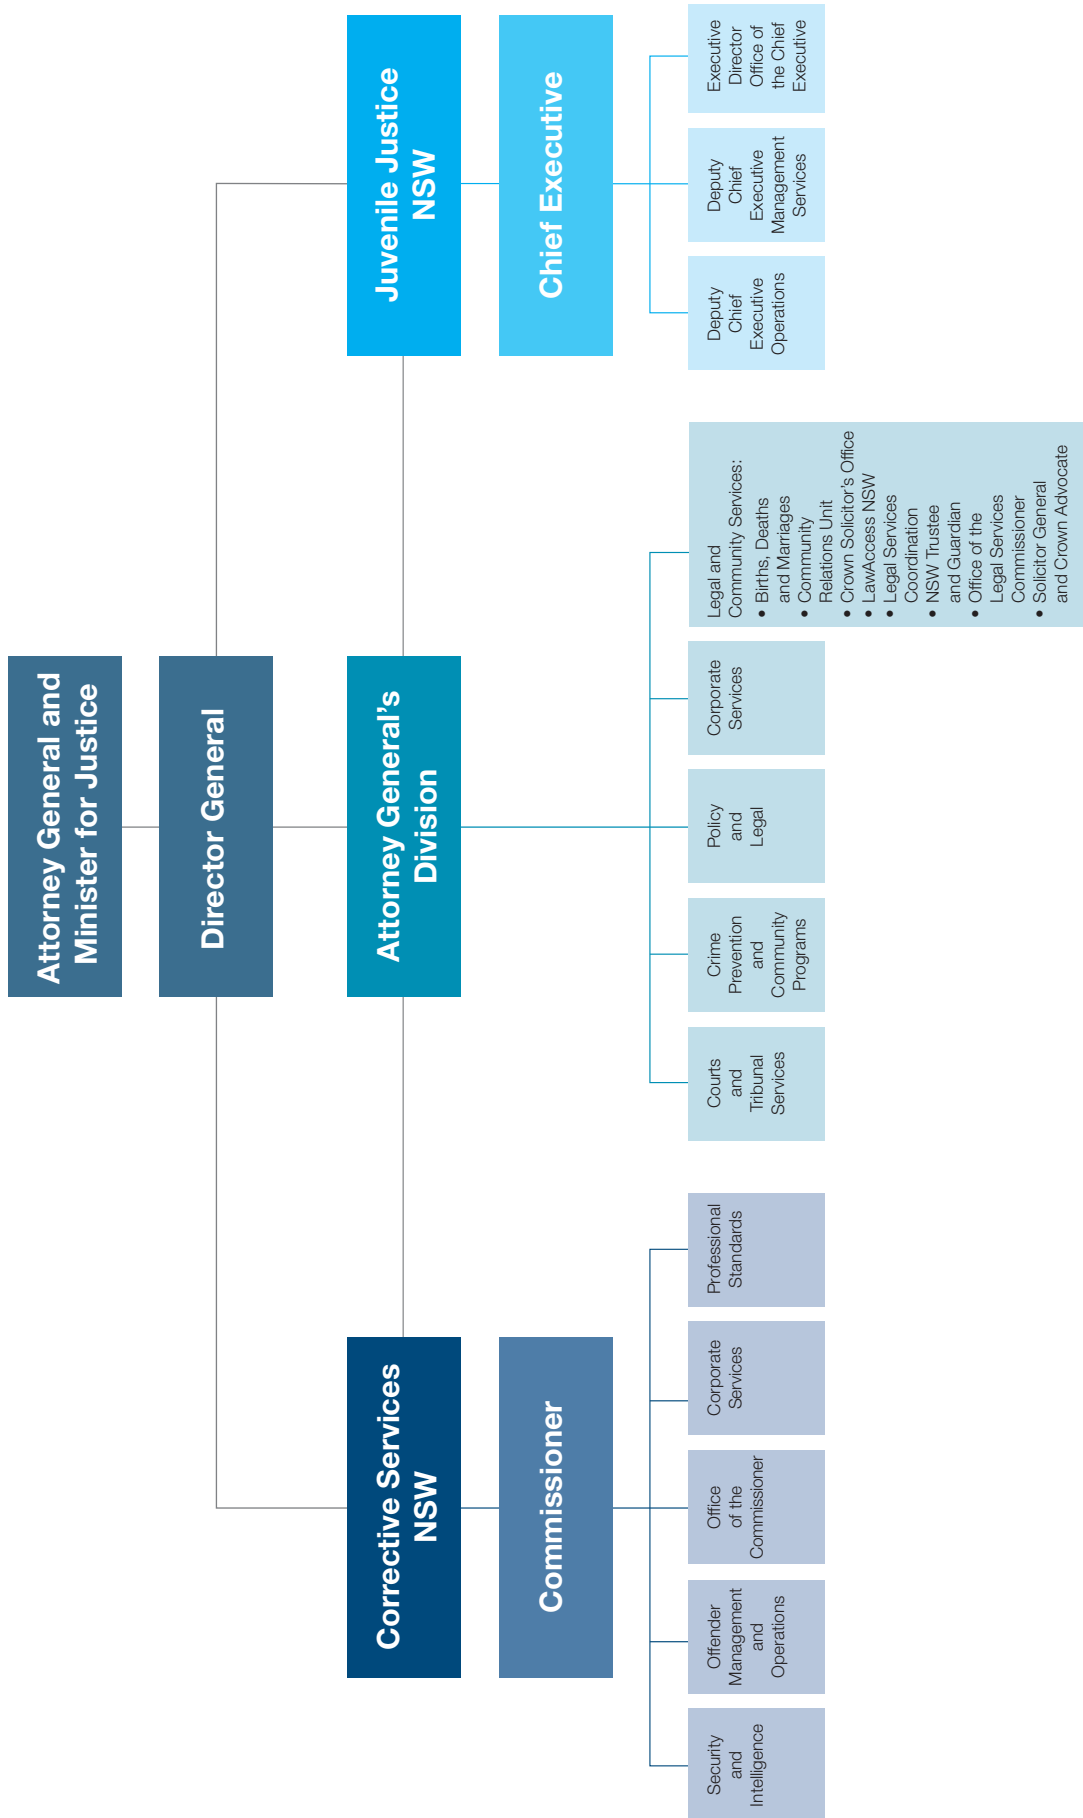 Attorney General and
Minister for Justice
Director General
Corrective Services
NSW
Attorney General’s
Division
Juvenile Justice
NSW
Commissioner
Chief Executive
Security
and
Intelligence
Offender
Management
and
Operations
Office
of the
Commissioner
Corporate
Services
Professional
Standards
Courts
and
Tribunal
Services
Crime
Prevention
and
Community
Programs
Policy
and
Legal
Corporate
Services
Legal and
Community Services:
• Births, Deaths
and Marriages
• Community
Relations Unit
• Crown Solicitor’s Office
• LawAccess NSW
• Legal Services
Coordination
• NSW Trustee
and Guardian
• Office of the
Legal Services
Commissioner
• Solicitor General
and Crown Advocate
Deputy
Chief
Executive
Operations
Deputy
Chief
Executive
Management
Services
Executive
Director
Office of
the Chief
Executive